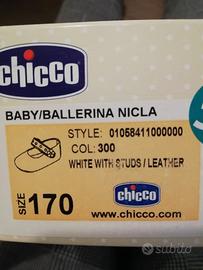 chicco
BABY/BALLERINA NICLA
STYLE: 01058411000000
COL: 300
WHITE WITH STUDS / LEATHER
SIZE 170
chicco
www.chicco.com
subito